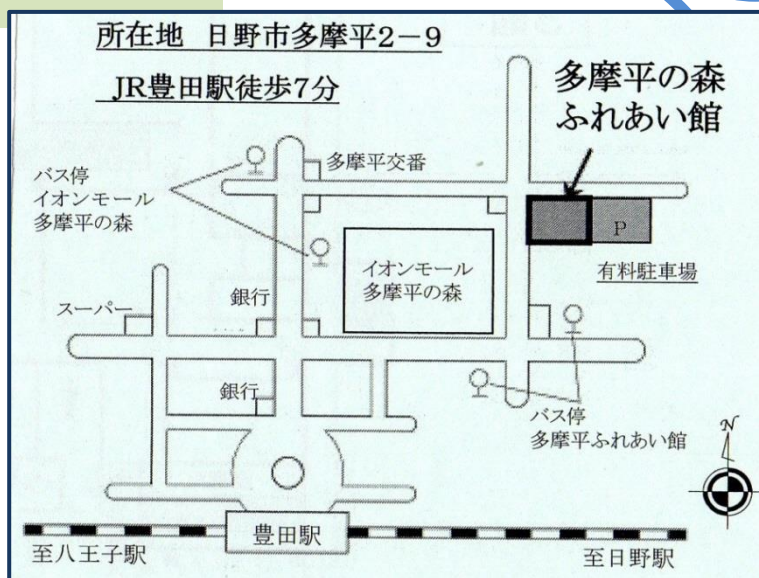 所在地 日野市多摩平2－9
JR豊田駅徒歩7分
多摩平の森
ふれあい館
多摩平交番
バス停
イオンモール
多摩平の森
イオンモール
多摩平の森
P
有料駐車場
スーパー
銀行
銀行
バス停
多摩平ふれあい館
N
豊田駅
至八王子駅
至日野駅